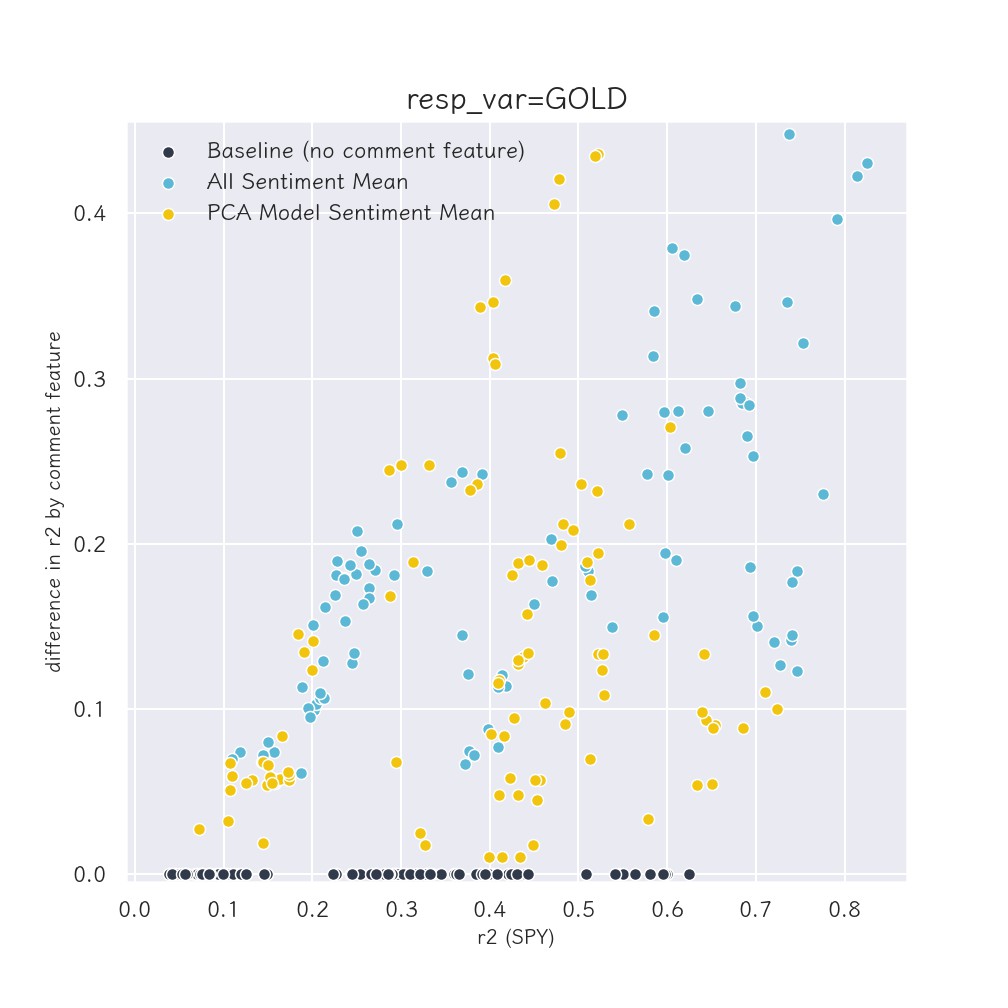 resp_var=GOLD
Baseline (no comment feature)
All Sentiment Mean
PCA Model Sentiment Mean
difference in r2 by comment feature
0.4
0.3
0.2
0.1
0.0
0.0 0.1 0.2 0.3 0.4 0.5 0.6 0.7 0.8
r2 (SPY)